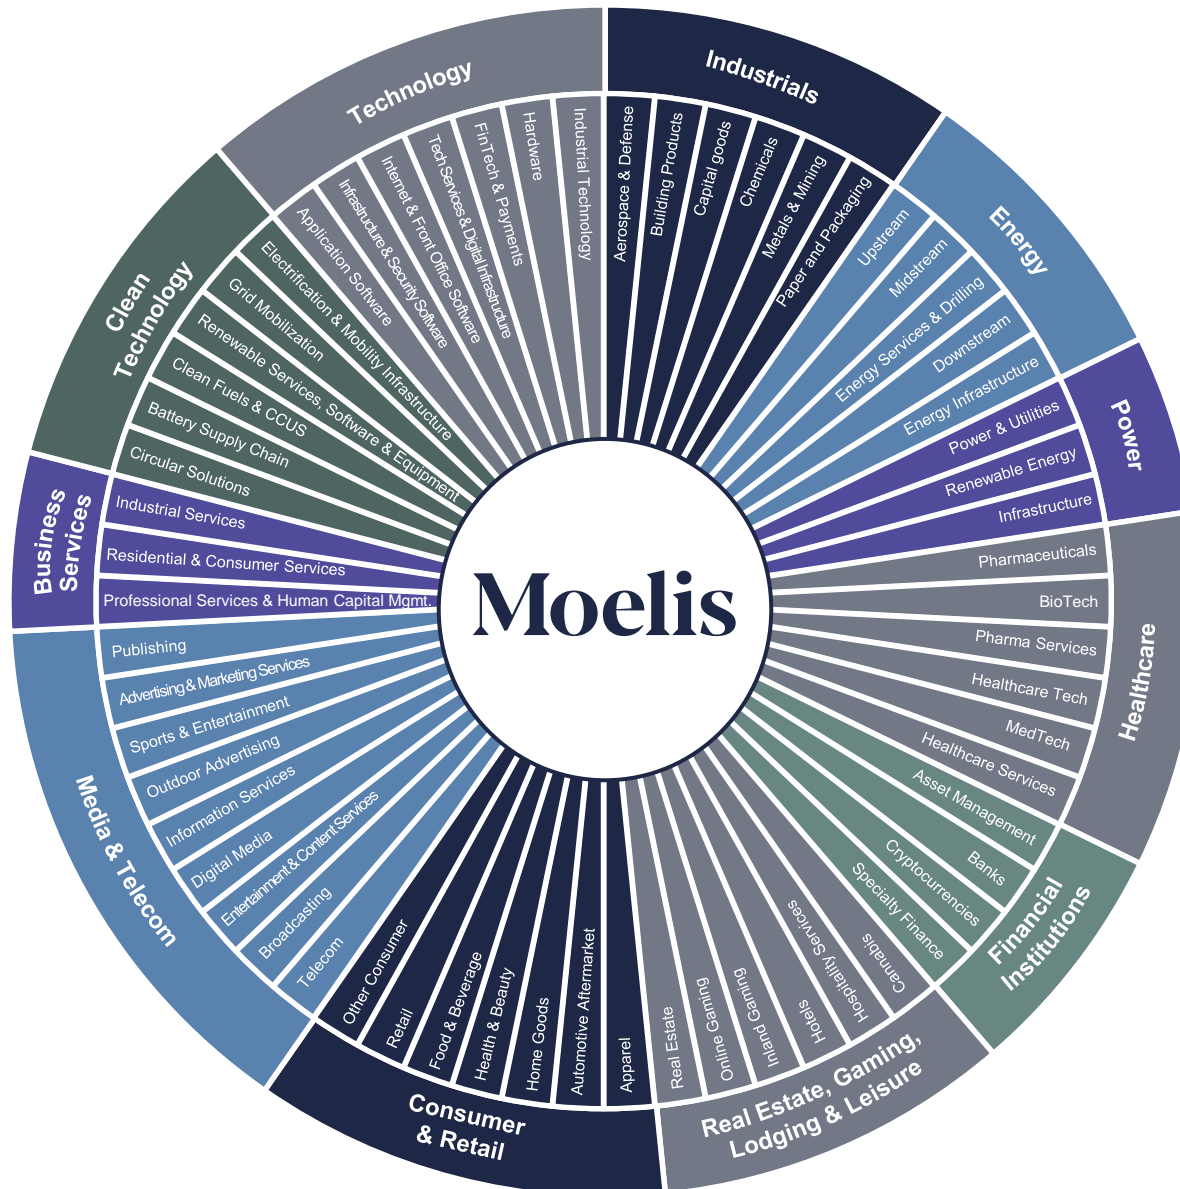 Industrials
Aerospace & Defense
Building Products
Capital goods
Chemicals
Metals & Mining
Paper and Packaging
Energy
Upstream
Midstream
Energy Services & Drilling
Downstream
Energy Infrastructure
Power
Power & Utilities
Renewable Energy
Infrastructure
Healthcare
Pharmaceuticals
BioTech
Pharma Services
Healthcare Tech
MedTech
Healthcare Services
Financial
Institutions
Asset Management
Banks
Cryptocurrencies
Specialty Finance
Real Estate, Gaming,
Lodging & Leisure
Cannabis
Hospitality Services
Hotels
Inland Gaming
Online Gaming
Real Estate
Consumer
& Retail
Apparel
Automotive Aftermarket
Home Goods
Health & Beauty
Food & Beverage
Retail
Other Consumer
Media & Telecom
Telecom
Broadcasting
Entertainment & Content Services
Digital Media
Information Services
Outdoor Advertising
Sports & Entertainment
Advertising & Marketing Services
Publishing
Business
Services
Professional Services & Human Capital Mgmt.
Residential & Consumer Services
Industrial Services
Clean
Technology
Circular Solutions
Battery Supply Chain
Clean Fuels & CCUS
Renewable Services, Software & Equipment
Grid Mobilization
Electrification & Mobility Infrastructure
Technology
Application Software
Infrastructure & Security Software
Internet & Front Office Software
Tech Services & Digital Infrastructure
FinTech & Payments
Hardware
Industrial Technology
Moelis